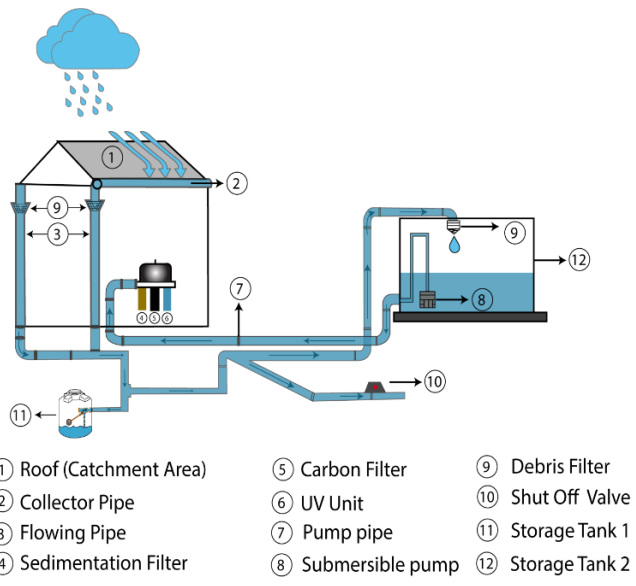 1
2
9
3
9
12
7
8
4 5 6
10
11
1 Roof (Catchment Area)
2 Collector Pipe
3 Flowing Pipe
4 Sedimentation Filter
5 Carbon Filter
6 UV Unit
7 Pump pipe
8 Submersible pump
9 Debris Filter
10 Shut Off Valve
11 Storage Tank 1
12 Storage Tank 2